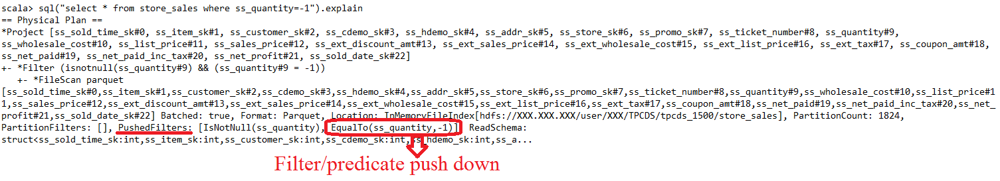 scala> sql("select * from store_sales where ss_quantity=-1").explain
== Physical Plan ==
*Project [ss_sold_time_sk#0, ss_item_sk#1, ss_customer_sk#2, ss_cdemo_sk#3, ss_hdemo_sk#4, ss_addr_sk#5, ss_store_sk#6, ss_promo_sk#7, ss_ticket_number#8, ss_quantity#9,
ss_wholesale_cost#10, ss_list_price#11, ss_sales_price#12, ss_ext_discount_amt#13, ss_ext_sales_price#14, ss_ext_wholesale_cost#15, ss_ext_list_price#16, ss_ext_tax#17, ss_coupon_amt#18,
ss_net_paid#19, ss_net_paid_inc_tax#20, ss_net_profit#21, ss_sold_date_sk#22]
+- *Filter (isnotnull(ss_quantity#9) && (ss_quantity#9 = -1))
+- *FileScan parquet
[ss_sold_time_sk#0,ss_item_sk#1,ss_customer_sk#2,ss_cdemo_sk#3,ss_hdemo_sk#4,ss_addr_sk#5,ss_store_sk#6,ss_promo_sk#7,ss_ticket_number#8,ss_quantity#9,ss_wholesale_cost#10,ss_list_price#1
1,ss_sales_price#12,ss_ext_discount_amt#13,ss_ext_sales_price#14,ss_ext_wholesale_cost#15,ss_ext_list_price#16,ss_ext_tax#17,ss_coupon_amt#18,ss_net_paid#19,ss_net_paid_inc_tax#20,ss_net_
profit#21,ss_sold_date_sk#22] Batched: true, Format: Parquet, Location: InMemoryFileIndex[hdfs://XXX.XXX.XXX/user/XXX/TPCDS/tpcds_1500/store_sales], PartitionCount: 1824,
PartitionFilters: [], PushedFilters: [IsNotNull(ss_quantity), EqualTo(ss_quantity,-1)] ReadSchema:
struct<ss_sold_time_sk:int,ss_item_sk:int,ss_customer_sk:int,ss_cdemo_sk:int,ss_hdemo_sk:int,ss_a...
Filter/predicate push down